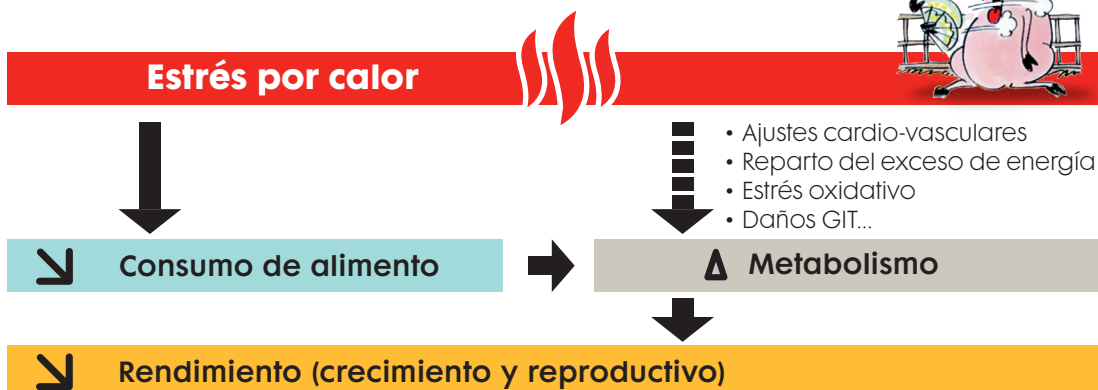 Estrés por calor
• Ajustes cardio-vasculares
• Reparto del exceso de energía
• Estrés oxidativo
• Daños GIT...
Consumo de alimento
Δ Metabolismo
Rendimiento (crecimiento y reproductivo)